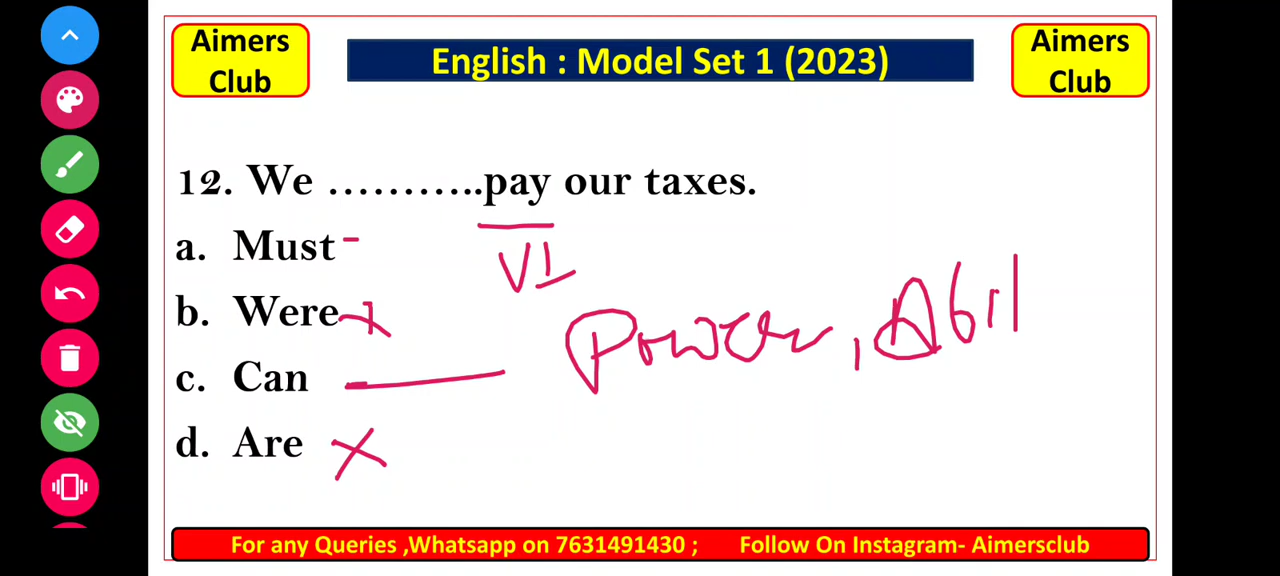 Aimers
Club
English : Model Set 1 (2023)
Aimers
Club
12. We ………..pay our taxes.
V1
a. Must
b. Were
c. Can
d. Are
Power, Abil
For any Queries ,Whatsapp on 7631491430 ; Follow On Instagram- Aimersclub